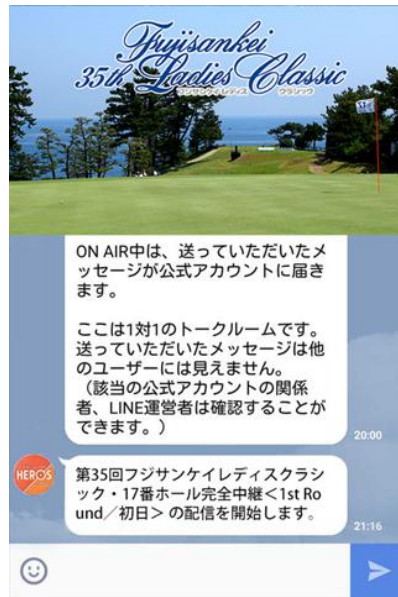 Fujisankei
35th Ladies Classic
フジサンケイレディス クラシック
ON AIR中は、送っていただいたメ
ッセージが公式アカウントに届き
ます。
ここは1対1のトークルームです。
送っていただいたメッセージは他
のユーザーには見えません。
（該当の公式アカウントの関係
者、LINE運営者は確認することが
できます。）
20:00
HEROS
第35回フジサンケイレディスクラシ
ック・17番ホール完全中継＜1st Ro
und／初日＞の配信を開始します。
21:16